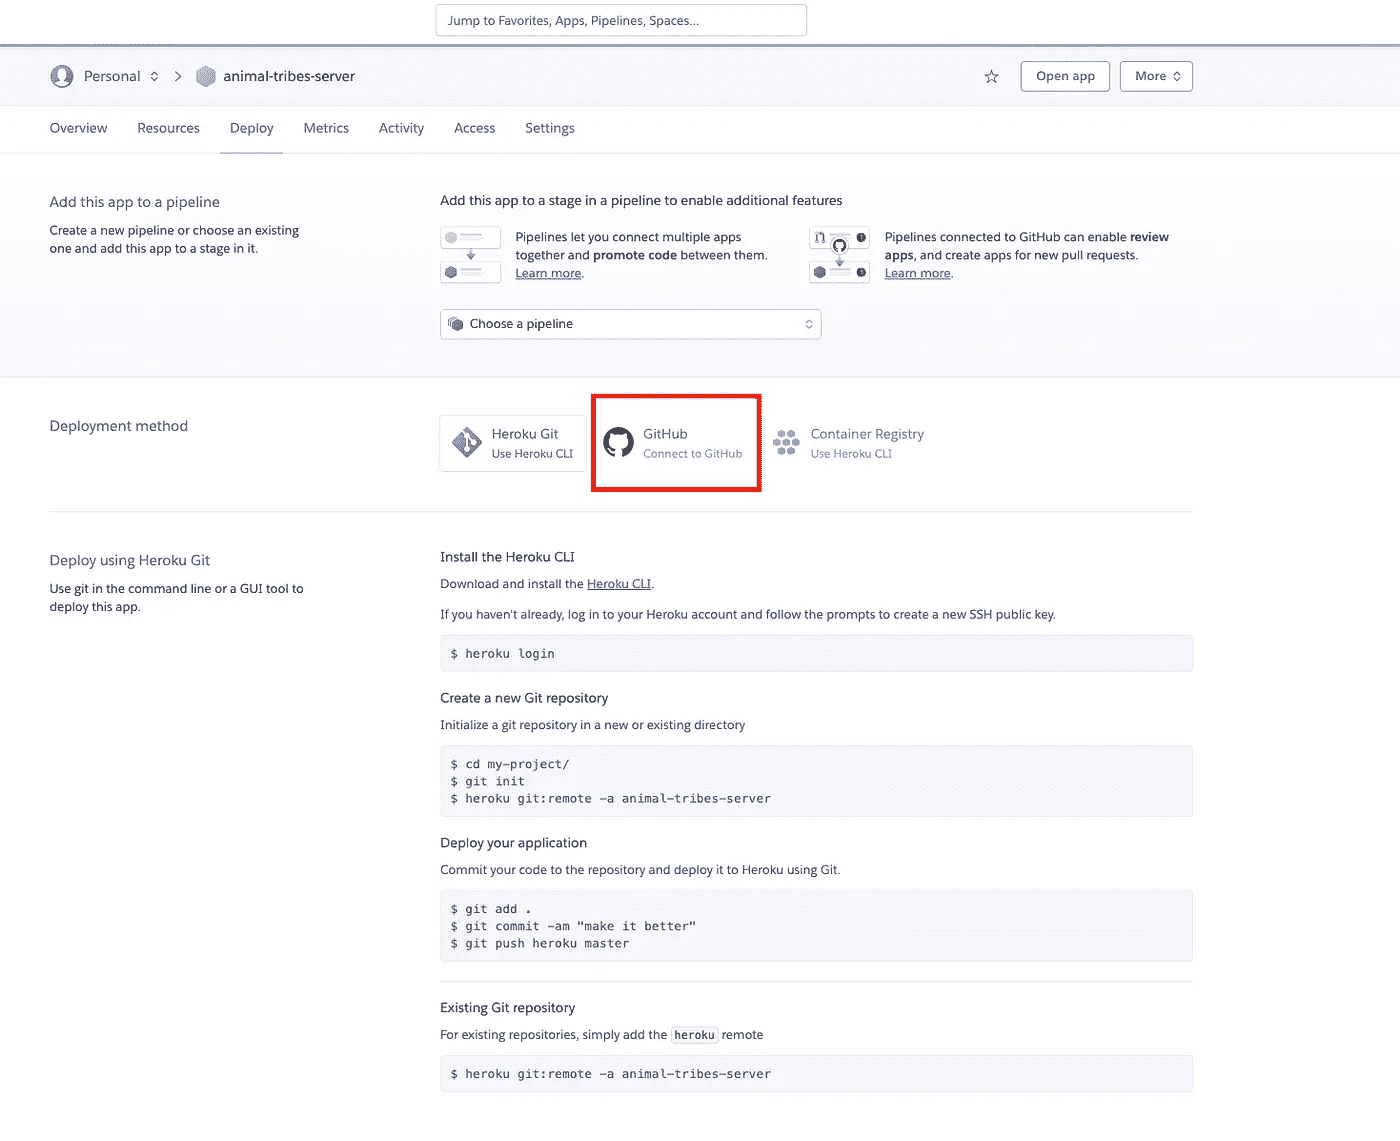 Jump to Favorites, Apps, Pipelines, Spaces...
Personal
animal-tribes-server
Open app
More
Overview
Resources
Deploy
Metrics
Activity
Access
Settings
Add this app to a pipeline
Create a new pipeline or choose an existing
one and add this app to a stage in it.
Add this app to a stage in a pipeline to enable additional features
Pipelines let you connect multiple apps
together and promote code between them.
Learn more.
Pipelines connected to GitHub can enable review
apps, and create apps for new pull requests.
Learn more.
Choose a pipeline
Deployment method
Heroku Git
Use Heroku CLI
GitHub
Connect to GitHub
Container Registry
Use Heroku CLI
Deploy using Heroku Git
Use git in the command line or a GUI tool to
deploy this app.
Install the Heroku CLI
Download and install the Heroku CLI.
If you haven't already, log in to your Heroku account and follow the prompts to create a new SSH public key.
$ heroku login
Create a new Git repository
Initialize a git repository in a new or existing directory
$ cd my-project/
$ git init
$ heroku git:remote -a animal-tribes-server
Deploy your application
Commit your code to the repository and deploy it to Heroku using Git.
$ git add .
$ git commit -am "make it better"
$ git push heroku master
Existing Git repository
For existing repositories, simply add the heroku remote
$ heroku git:remote -a animal-tribes-server